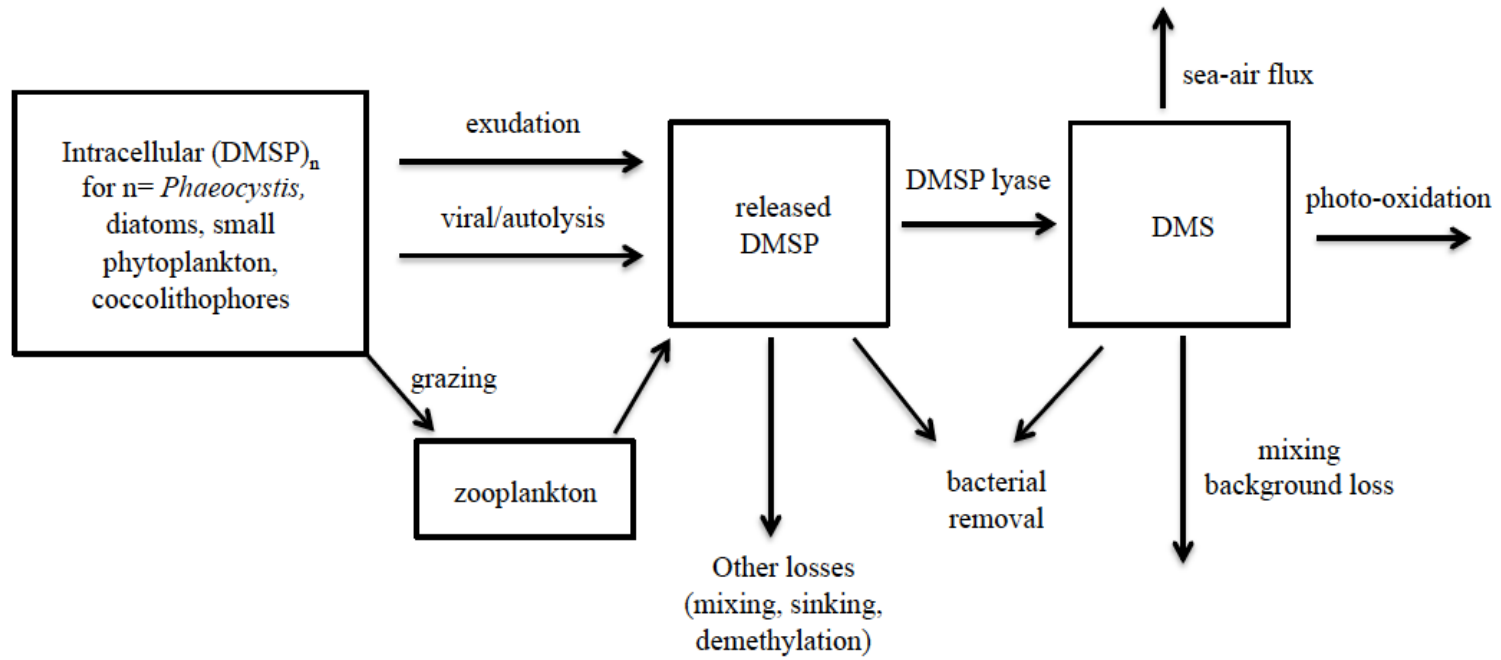 Intracellular (DMSP)n
for n= Phaeocystis,
diatoms, small
phytoplankton,
coccolithophores
exudation
viral/autolysis
grazing
zooplankton
released
DMSP
DMSP lyase
DMS
sea-air flux
photo-oxidation
bacterial
removal
mixing
background loss
Other losses
(mixing, sinking,
demethylation)